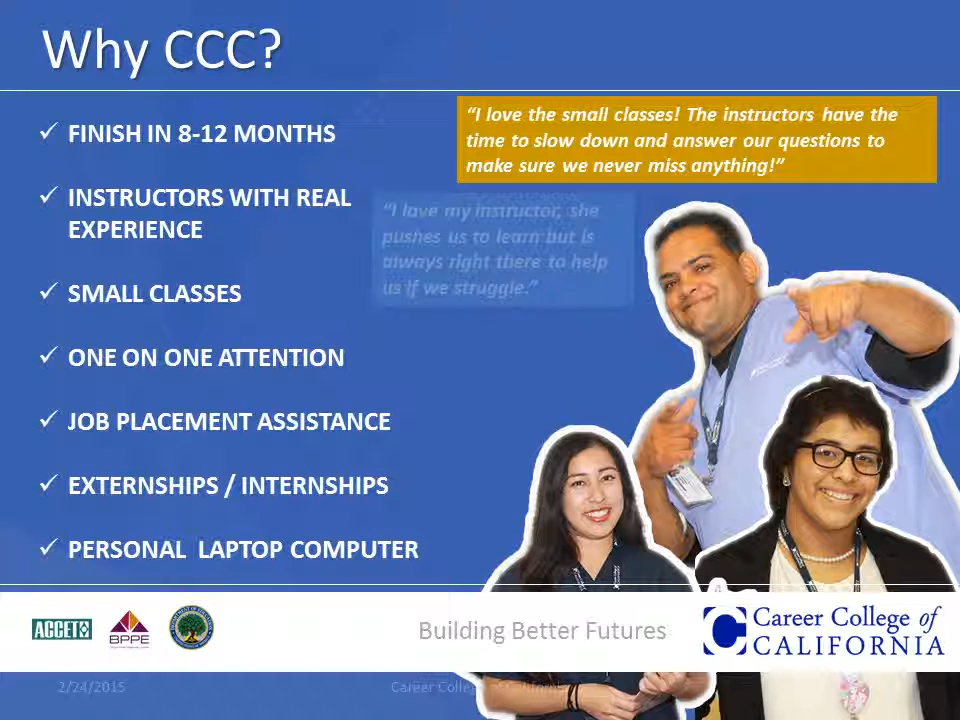 Why CCC?
“I love the small classes! The instructors have the
time to slow down and answer our questions to
make sure we never miss anything!”
✓ FINISH IN 8-12 MONTHS
✓ INSTRUCTORS WITH REAL
EXPERIENCE
“I love my instructor, she
pushes us to learn but is
always right there to help
us if we struggle.”
✓ SMALL CLASSES
✓ ONE ON ONE ATTENTION
✓ JOB PLACEMENT ASSISTANCE
✓ EXTERNSHIPS / INTERNSHIPS
✓ PERSONAL LAPTOP COMPUTER
ACCET
BPPE
Building Better Futures
Career College of
CALIFORNIA
2/24/2015
Career College